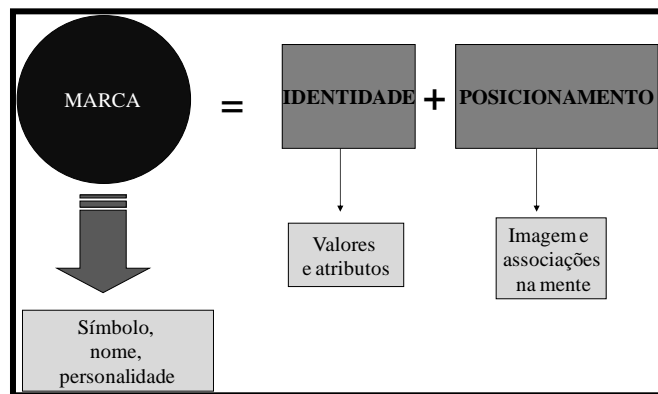 MARCA
=
IDENTIDADE
+
POSICIONAMENTO
Valores
e atributos
Imagem e
associações
na mente
Símbolo,
nome,
personalidade